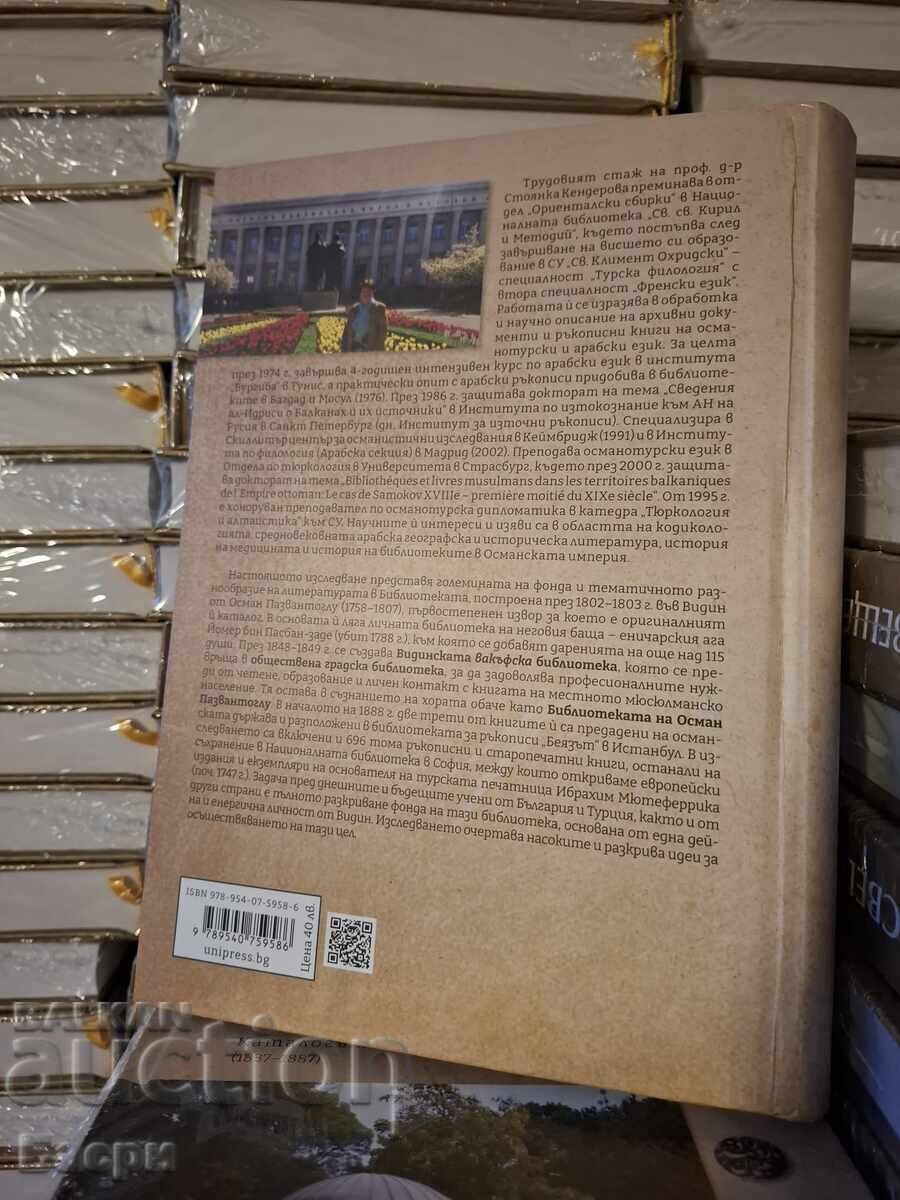 Трудовият стаж на проф. д-р
Стоянка Кендерова преминава в от-
дел „Ориенталски сбирки" в Нацио-
налната библиотека „Св. св. Кирил
и Методий", където постъпва след
завършване на висшето си образо-
вание в СУ „Св. Климент Охридски" –
специалност „Турска филология" с
втора специалност „Френски език".
Работата ѝ се изразява в обработка
и научно описание на архивни доку-
менти и ръкописни книги на осма-
нотурски и арабски език. За целта
през 1974 г. завършва 4-годишен интензивен курс по арабски език в института
„Бургиба" в Тунис, а практически опит с арабски ръкописи придобива в библиоте-
ките в Багдад и Мосул (1976). През 1986 г. защитава докторат на тема „Сведения
ал-Идриси о Балканах и их источники" в Института по изтокознание към АН на
Русия в Санкт Петербург (дн. Институт за източни ръкописи). Специализира в
Скилитър център за османистични изследвания в Кеймбридж (1991) и в Институ-
та по филология (Арабска секция) в Мадрид (2002). Преподава османотурски език в
Отдела по тюркология в Университета в Страсбург, където през 2000 г. защита-
ва докторат на тема „Bibliothéques et livres musulmans dans les territoires balkaniques
de l'Empire ottoman: Le cas de Samokov XVIIIe – première moitié du XIXe siècle". От 1995 г.
е хоноруван преподавател по османотурска дипломатика в катедра „Тюркология
и алтаистика" към СУ. Научните ѝ интереси и изяви са в областта на кодиколо-
гията, средновековната арабска географска и историческа литература, история
на медицината и история на библиотеките в Османската империя.
Настоящото изследване представя големината на фонда и тематичното раз-
нообразие на литературата в Библиотеката, построена през 1802–1803 г. във Видин
от Осман Пазвантоглу (1758–1807), първостепенен извор за което е оригиналният
ѝ каталог. В основата ѝ ляга личната библиотека на неговия баща – еничарския ага
Йомер бин Пасбан-заде (убит 1788 г.), към която се добавят даренията на още над 115
души. През 1848-1849 г. се създава Видинската вакъфска библиотека, която се пре-
връща в обществена градска библиотека, за да задоволява професионалните нуж-
ди от четене, образование и личен контакт с книгата на местното мюсюлманско
население. Тя остава в съзнанието на хората обаче като Библиотеката на Осман
Пазвантоглу. В началото на 1888 г. две трети от книгите ѝ са предадени на осман-
ската държава и разположени в библиотеката за ръкописи „Беязът" в Истанбул. В из-
следването са включени и 696 тома ръкописни и старопечатни книги, останали на
съхранение в Националната библиотека в София, между които откриваме европейски
издания и екземпляри на основателя на турската печатница Ибрахим Мютеферрика
(поч. 1747 г.). Задача пред днешните и бъдещите учени от България и Турция, както и от
други страни е пълното разкриване фонда на тази библиотека, основана от една дей-
на и енергична личност от Видин. Изследването очертава насоките и разкрива идеи за
осъществяването на тази цел.
ISBN 978-954-07-5958-6
9 789540 759586
unipress.bg
Цена 40 лв.
Каталогъ
(1837–1887)
BALKAN
auction
Бъери